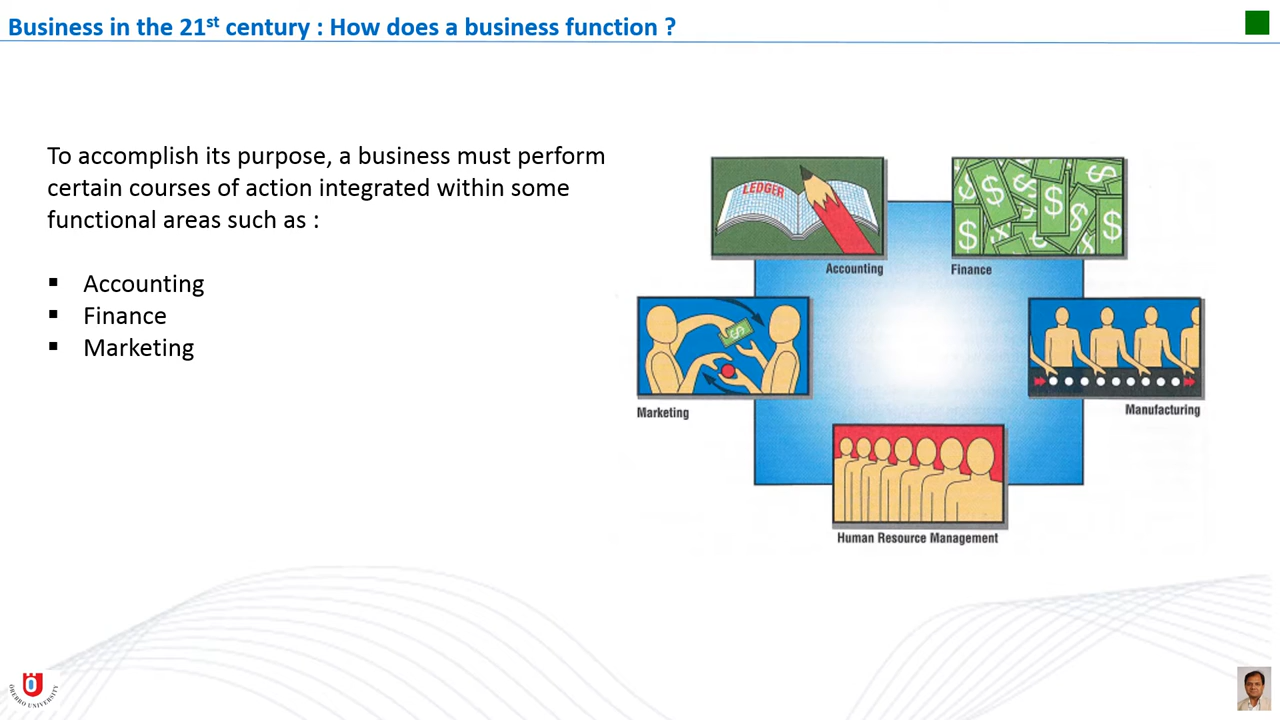 Business in the 21st century : How does a business function ?
To accomplish its purpose, a business must perform
certain courses of action integrated within some
functional areas such as :
▪ Accounting
▪ Finance
▪ Marketing
LEDGER
Accounting
Finance
Marketing
Manufacturing
Human Resource Management
ÖREBRO UNIVERSITY